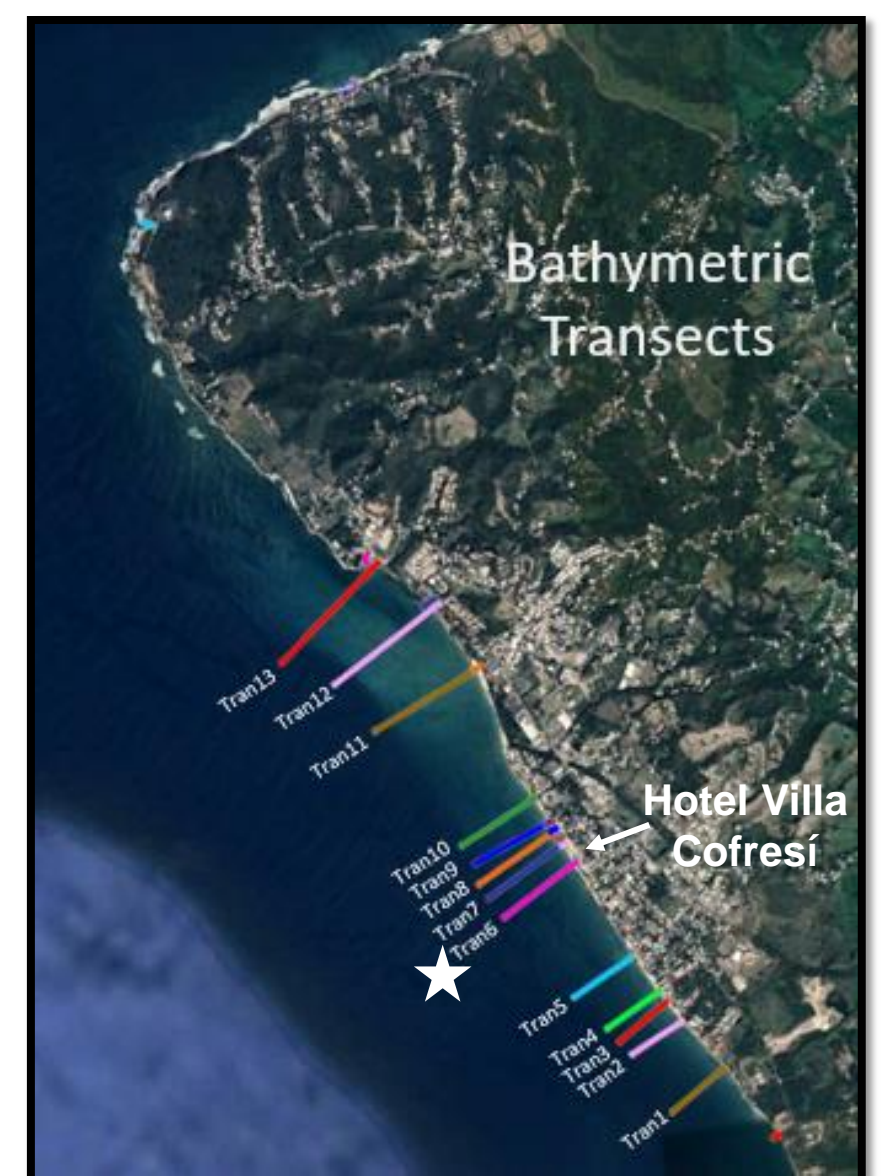 Bathymetric
Transects
Tran13
Tran12
Tran11
Hotel Villa
Cofresí
Tran10
Tran9
Tran8
Tran7
Tran6
Tran5
Tran4
Tran3
Tran2
Tran1